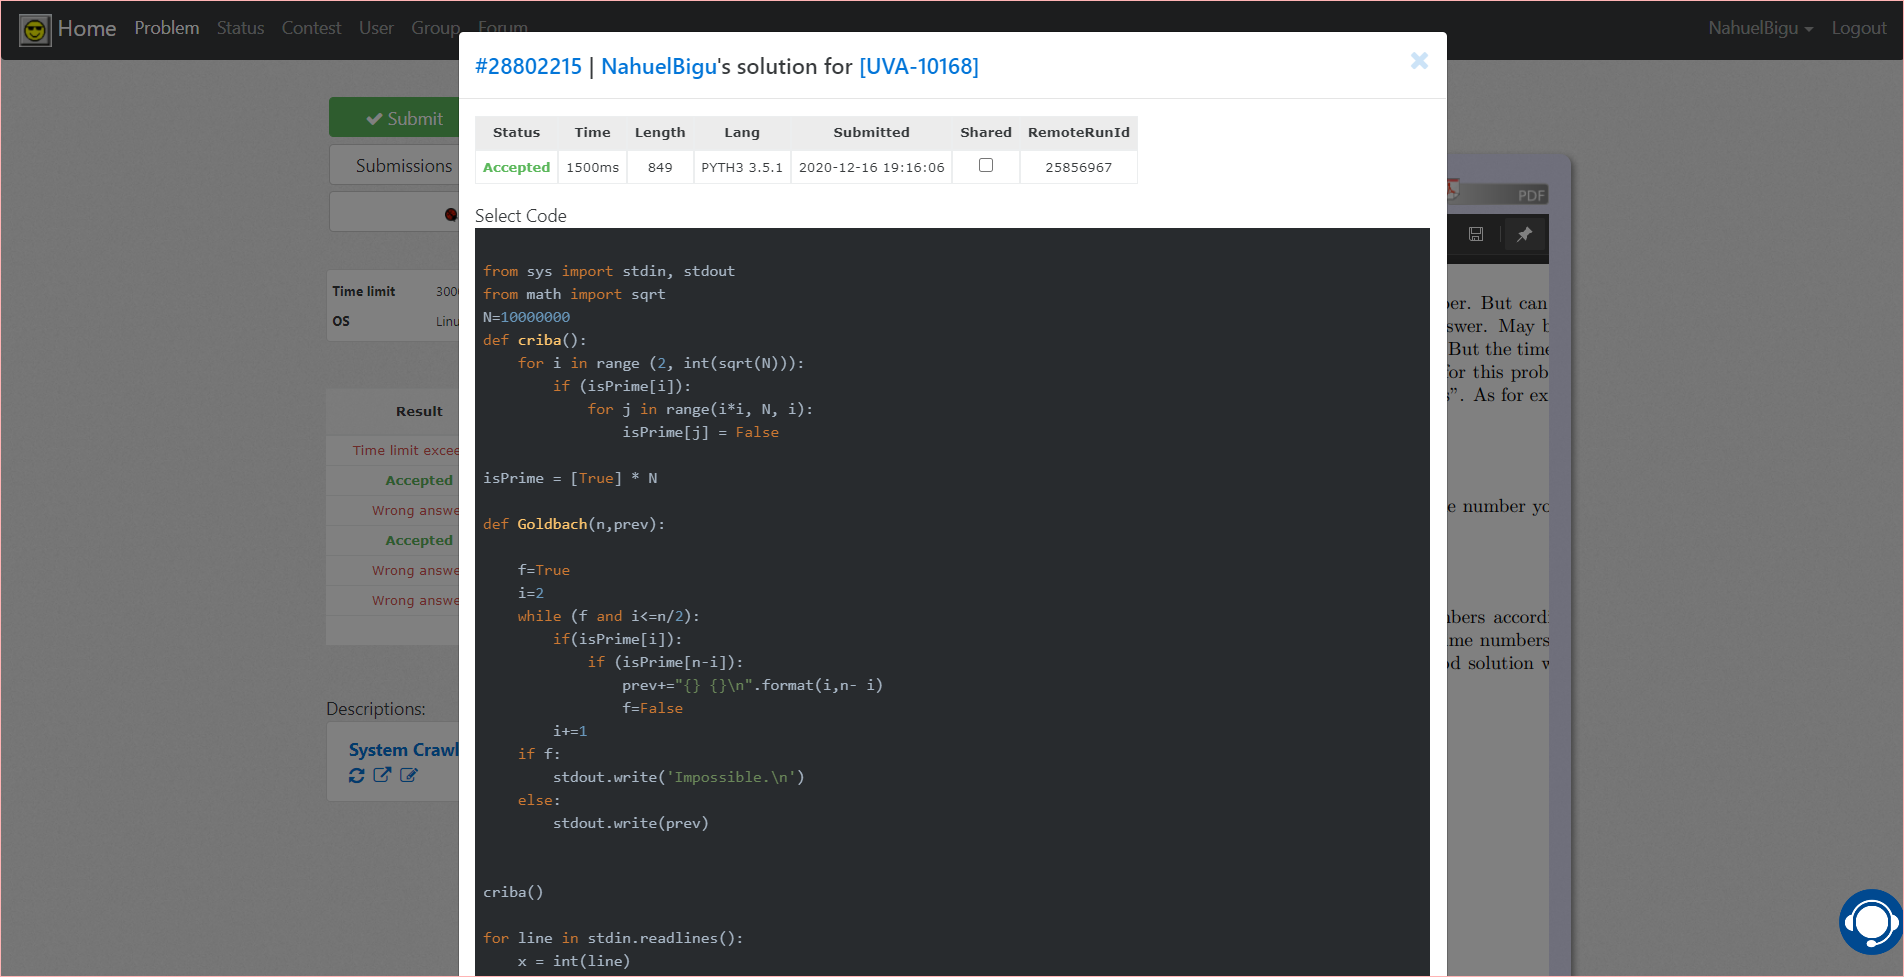 Home Problem Status Contest User Group Forum NahuelBigu Logout
#28802215 | NahuelBigu's solution for [UVA-10168]
Submit
Submissions
Status Time Length Lang Submitted Shared RemoteRunId
Accepted 1500ms 849 PYTH3 3.5.1 2020-12-16 19:16:06 25856967
PDF
Select Code
Time limit 300
OS Linu
Result
Time limit excee
Accepted
Wrong answe
Accepted
Wrong answe
Wrong answe
Descriptions:
System Crawl
from sys import stdin, stdout
from math import sqrt
N=10000000
def criba():
    for i in range (2, int(sqrt(N))):
        if (isPrime[i]):
            for j in range(i*i, N, i):
                isPrime[j] = False
isPrime = [True] * N
def Goldbach(n,prev):
    f=True
    i=2
    while (f and i<=n/2):
        if(isPrime[i]):
            if (isPrime[n-i]):
                prev+="{} {}\n".format(i,n- i)
                f=False
        i+=1
    if f:
        stdout.write('Impossible.\n')
    else:
        stdout.write(prev)
criba()
for line in stdin.readlines():
    x = int(line)
er. But can
swer. May b
But the time
for this prob
s". As for ex
e number yo
nbers accordi
me numbers
d solution w